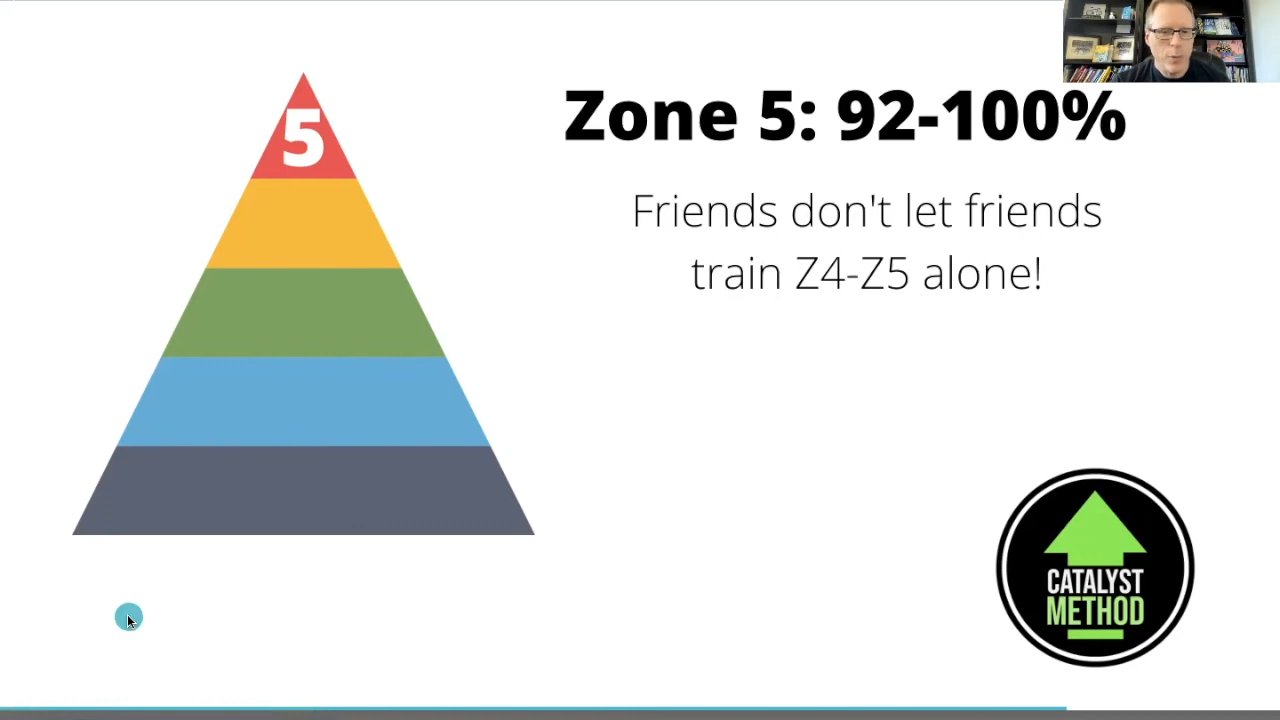 5
Zone 5: 92-100%
Friends don't let friends
train Z4-Z5 alone!
CATALYST
METHOD